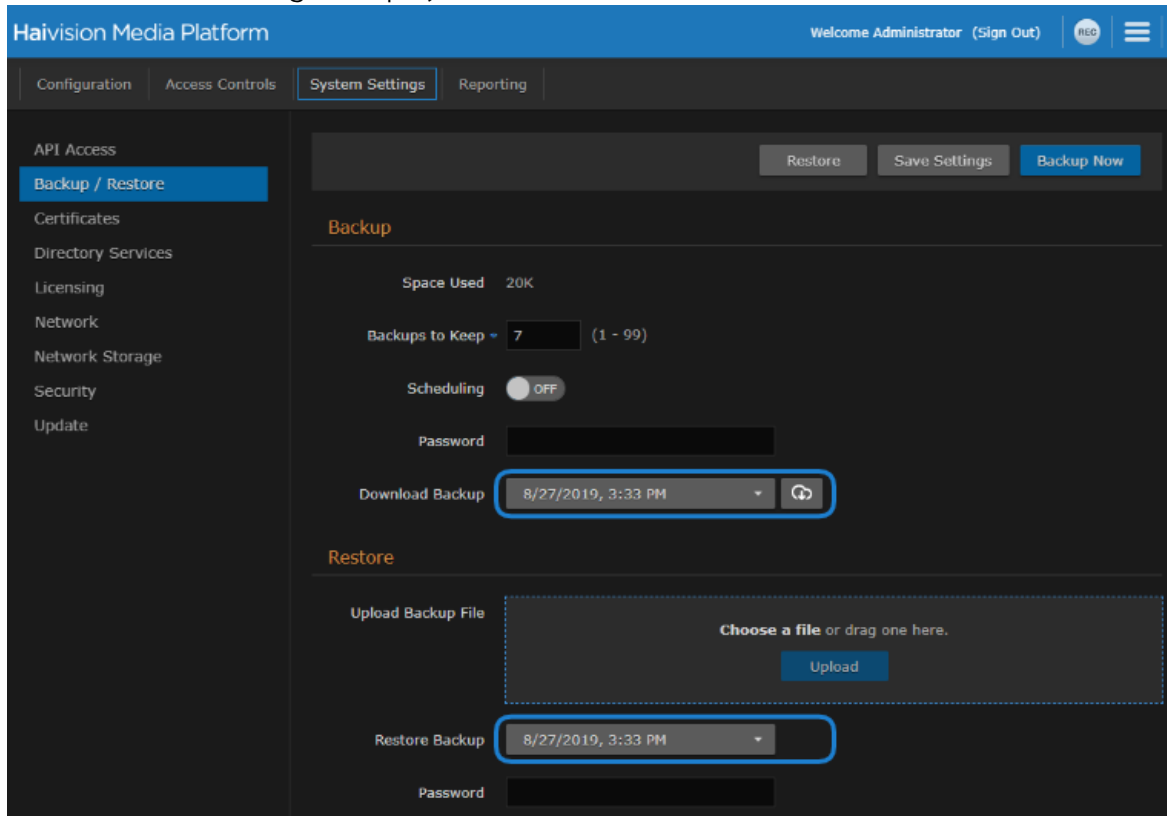 Haivision Media Platform
Welcome Administrator (Sign Out)
REC
Configuration
Access Controls
System Settings
Reporting
API Access
Backup / Restore
Certificates
Directory Services
Licensing
Network
Network Storage
Security
Update
Restore
Save Settings
Backup Now
Backup
Space Used 20K
Backups to Keep 7 (1 - 99)
Scheduling OFF
Password
Download Backup 8/27/2019, 3:33 PM
Restore
Upload Backup File
Choose a file or drag one here.
Upload
Restore Backup 8/27/2019, 3:33 PM
Password